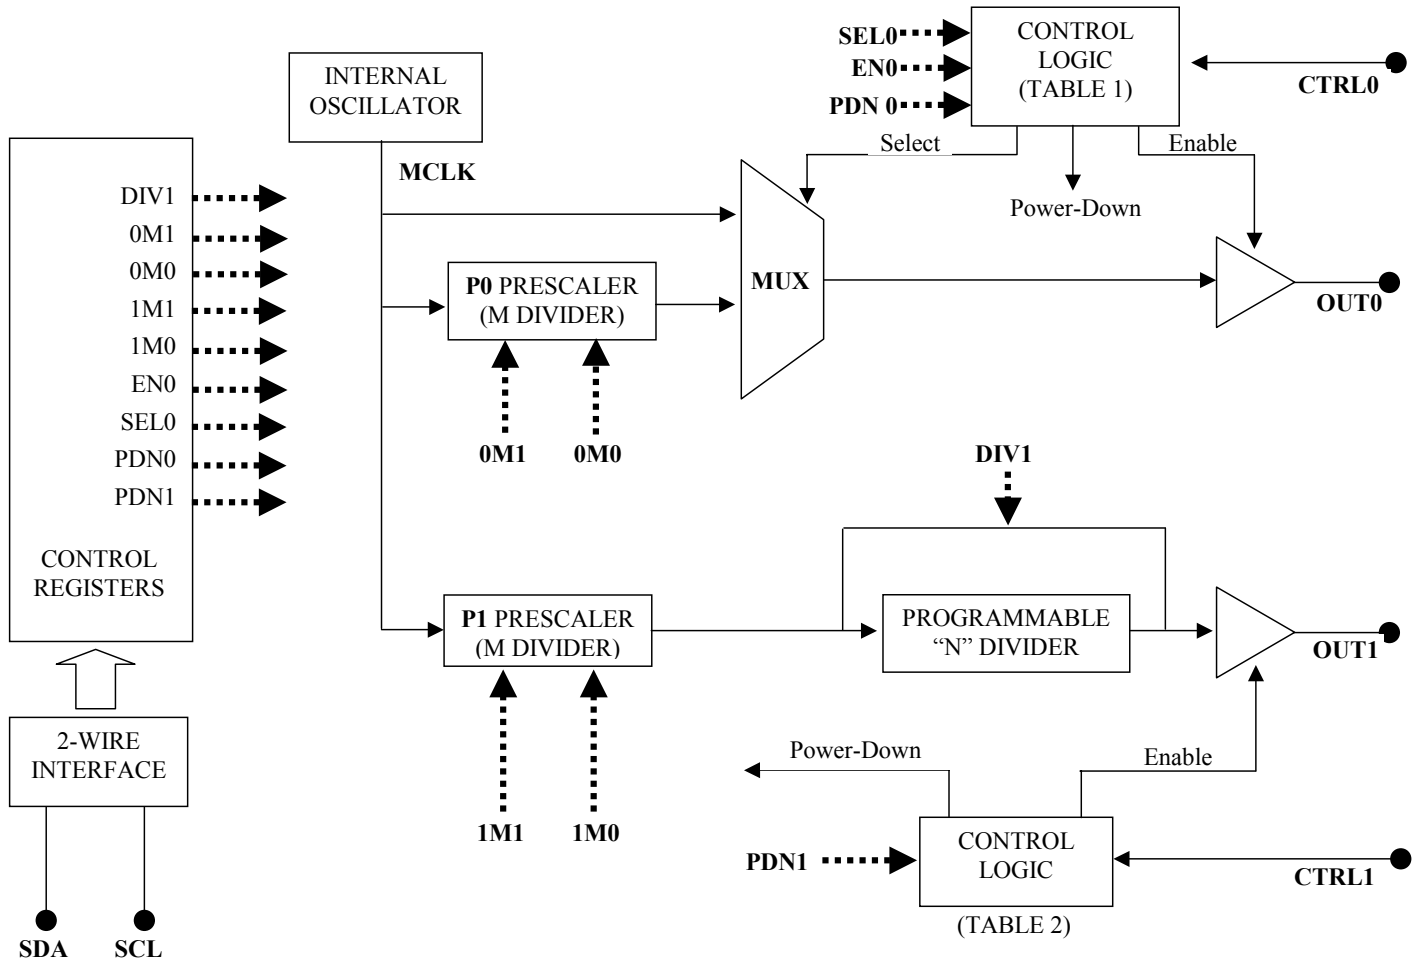 SEL0
EN0
PDN 0
CONTROL
LOGIC
(TABLE 1)
CTRL0
Select
Enable
Power-Down
INTERNAL
OSCILLATOR
MCLK
DIV1
0M1
0M0
1M1
1M0
EN0
SEL0
PDN0
PDN1
CONTROL
REGISTERS
P0 PRESCALER
(M DIVIDER)
MUX
OUT0
0M1
0M0
DIV1
P1 PRESCALER
(M DIVIDER)
PROGRAMMABLE
“N” DIVIDER
OUT1
2-WIRE
INTERFACE
Power-Down
Enable
1M1
1M0
PDN1
CONTROL
LOGIC
CTRL1
(TABLE 2)
SDA
SCL